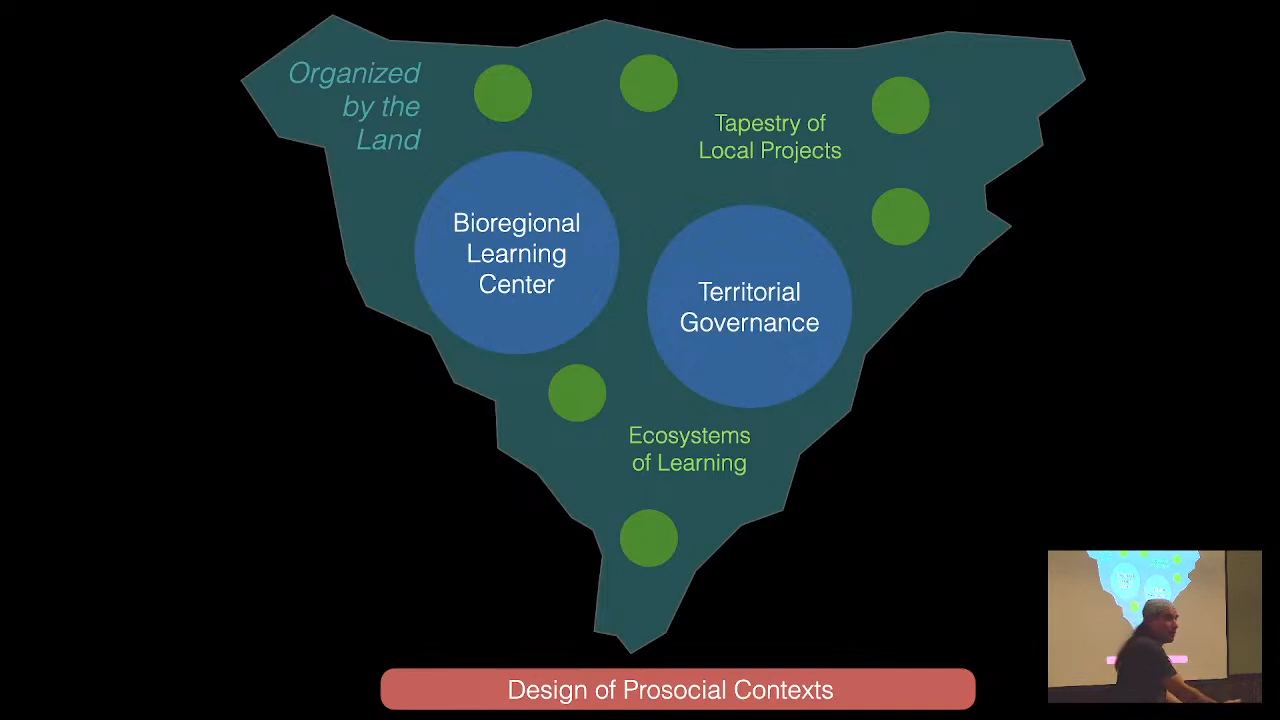 Organized
by the
Land
Tapestry of
Local Projects
Bioregional
Learning
Center
Territorial
Governance
Ecosystems
of Learning
Design of Prosocial Contexts